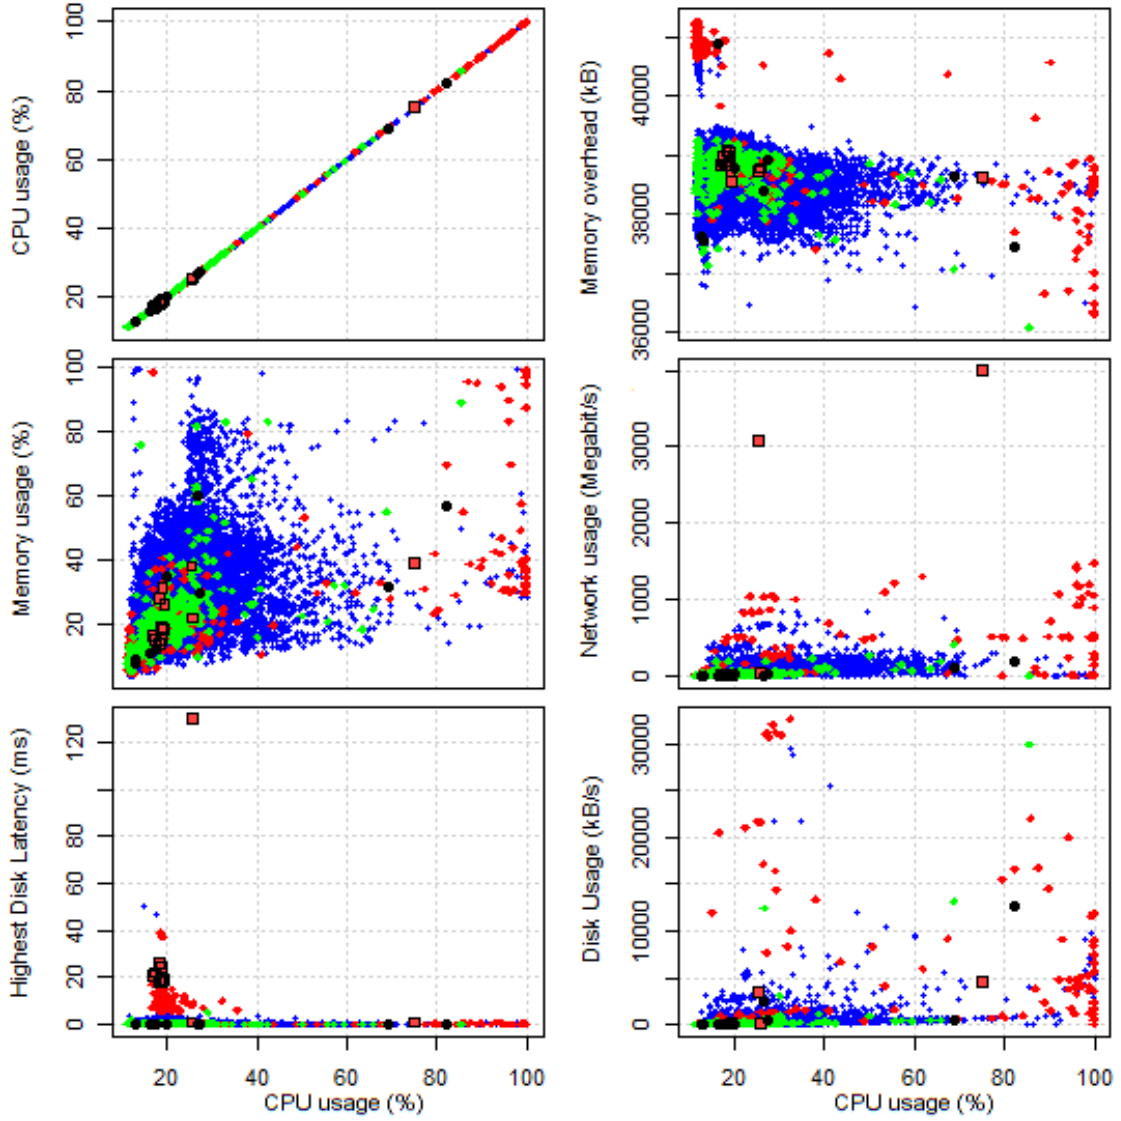 CPU usage (%)
20 40 60 80 100
Memory overhead (kB)
36000 38000 40000
Memory usage (%)
20 40 60 80 100
Network usage (Megabit/s)
0 1000 2000 3000
Highest Disk Latency (ms)
0 20 40 60 80 120
Disk Usage (kB/s)
0 10000 20000 30000
20 40 60 80 100
CPU usage (%)
20 40 60 80 100
CPU usage (%)